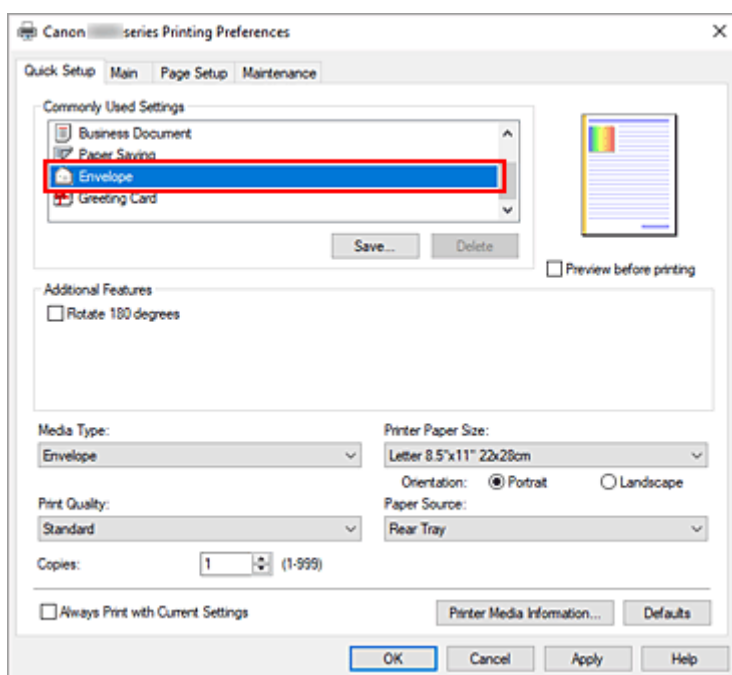 Canon series Printing Preferences
Quick Setup Main Page Setup Maintenance
Commonly Used Settings
Business Document
Paper Saving
Envelope
Greeting Card
Save... Delete
Preview before printing
Additional Features
Rotate 180 degrees
Media Type: Printer Paper Size:
Envelope Letter 8.5"x11" 22x28cm
Orientation: Portrait Landscape
Print Quality: Paper Source:
Standard Rear Tray
Copies: 1 (1-999)
Always Print with Current Settings Printer Media Information... Defaults
OK Cancel Apply Help